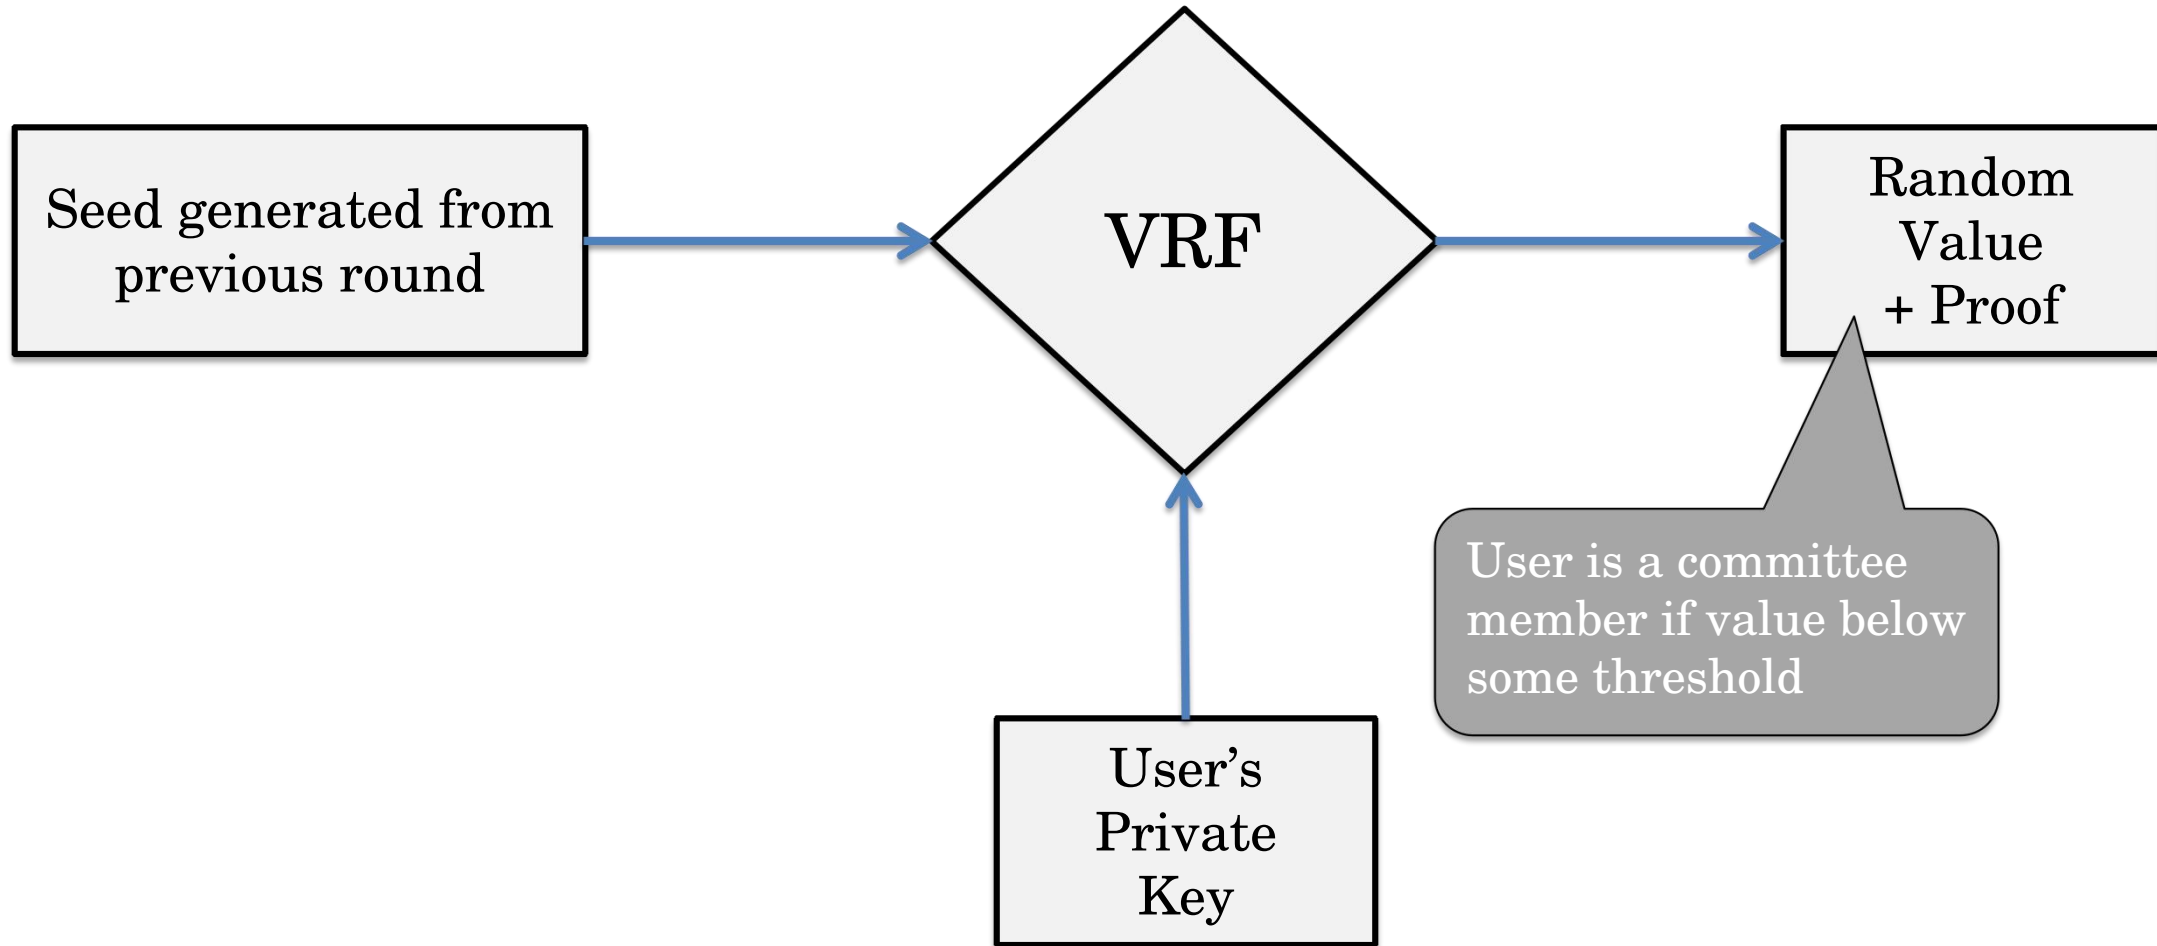 Seed generated from
previous round
VRF
Random
Value
+ Proof
User is a committee
member if value below
some threshold
User’s
Private
Key